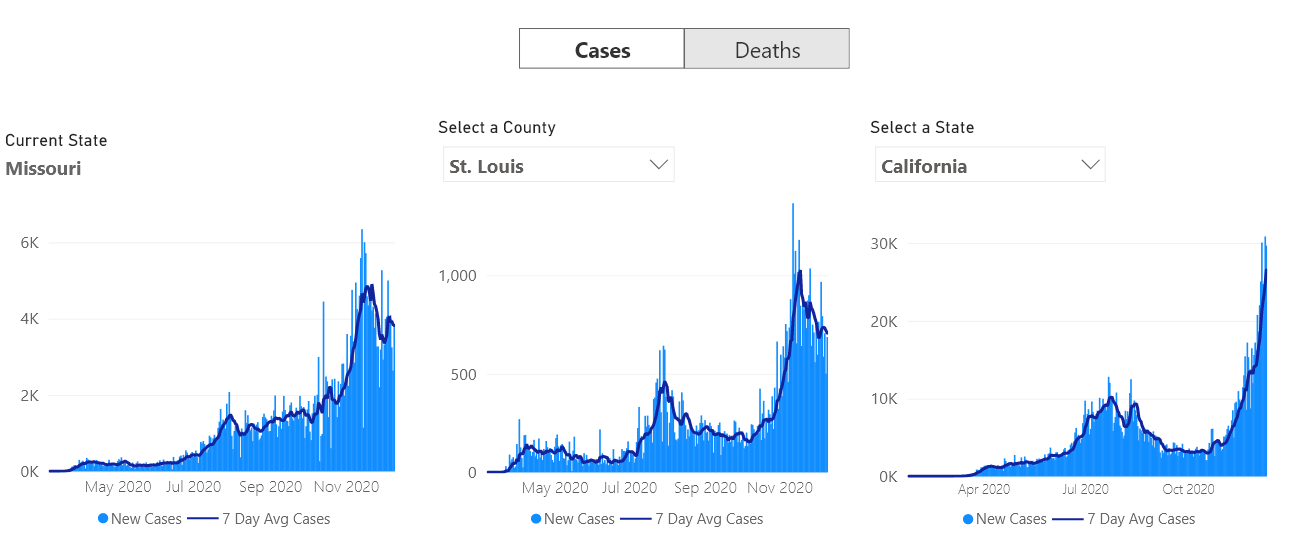 Cases Deaths
Current State
Missouri
6K
4K
2K
0K
May 2020 Jul 2020 Sep 2020 Nov 2020
New Cases 7 Day Avg Cases
Select a County
St. Louis
1,000
500
0
May 2020 Jul 2020 Sep 2020 Nov 2020
New Cases 7 Day Avg Cases
Select a State
California
30K
20K
10K
0K
Apr 2020 Jul 2020 Oct 2020
New Cases 7 Day Avg Cases